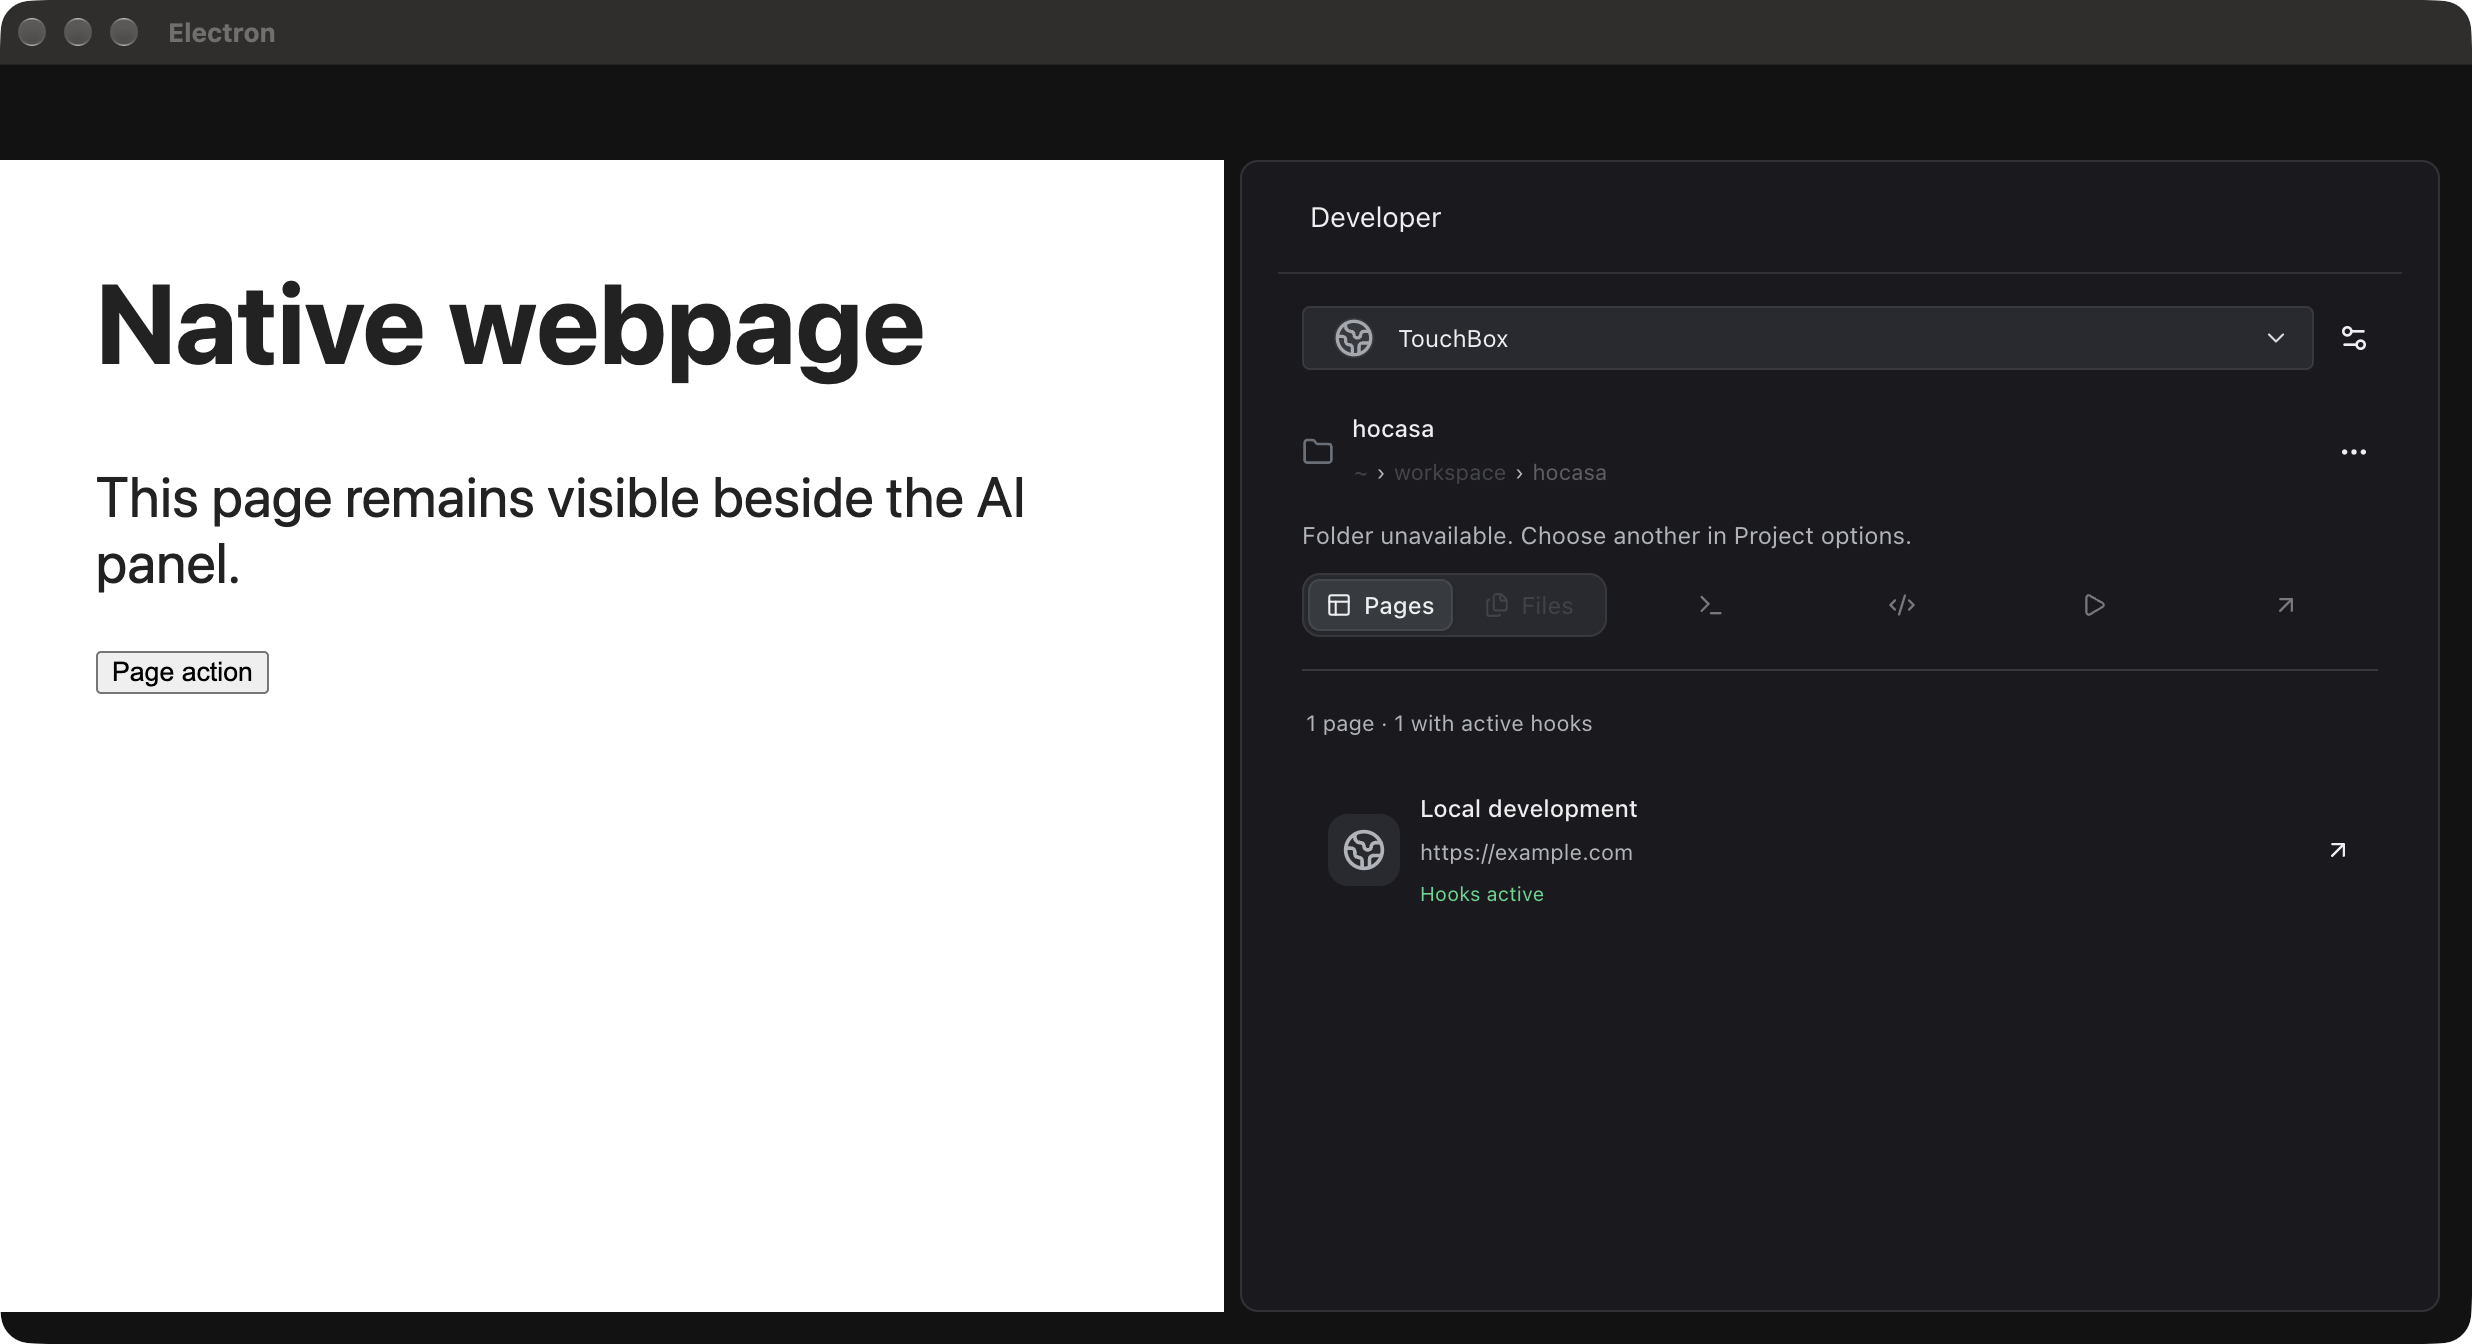 Electron
Native webpage
This page remains visible beside the AI
panel.
Page action
Developer
TouchBox
hocasa
~ › workspace › hocasa
Folder unavailable. Choose another in Project options.
Pages
Files
1 page · 1 with active hooks
Local development
https://example.com
Hooks active